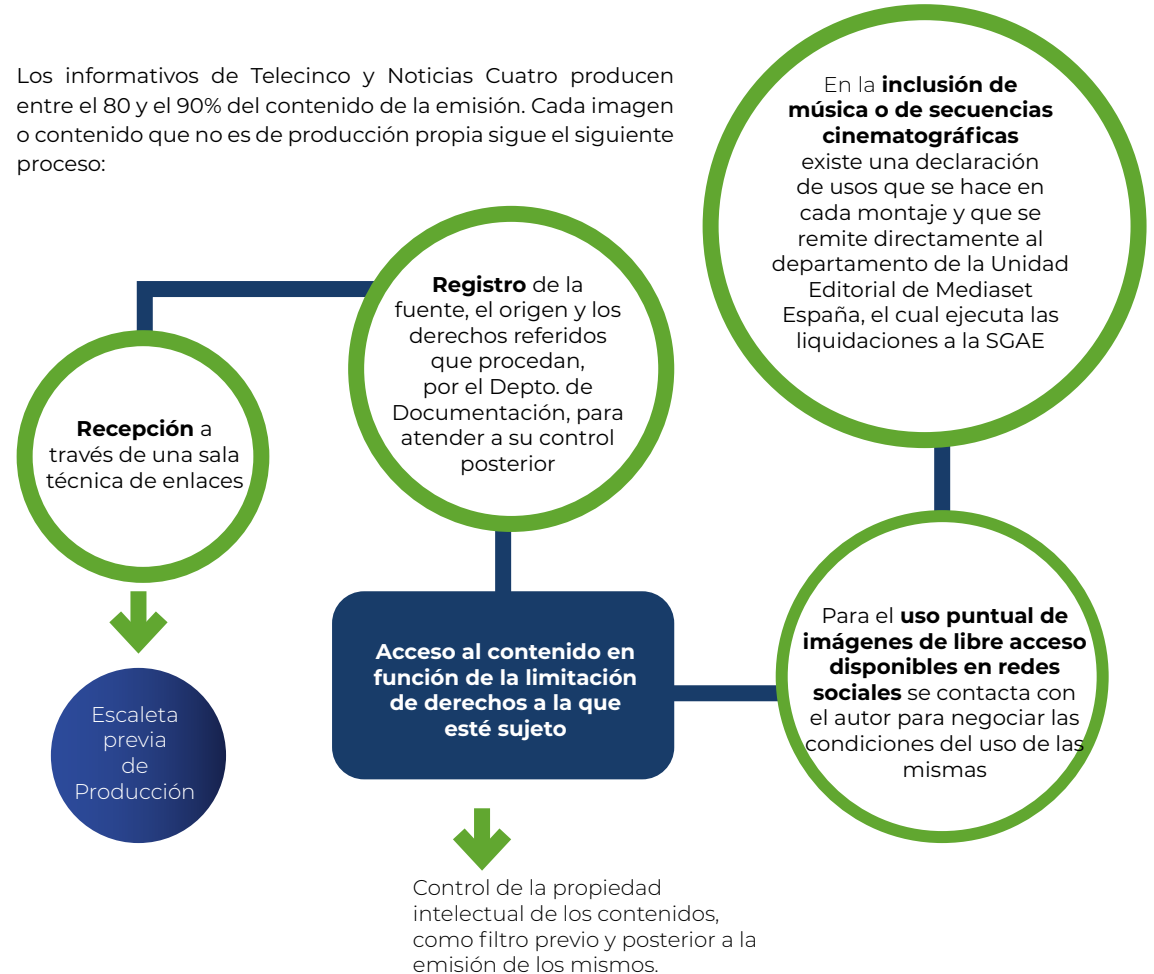 Los informativos de Telecinco y Noticias Cuatro producen
entre el 80 y el 90% del contenido de la emisión. Cada imagen
o contenido que no es de producción propia sigue el siguiente
proceso:
Recepción a
través de una sala
técnica de enlaces
Escaleta
previa
de
Producción
Registro de la
fuente, el origen y los
derechos referidos
que procedan,
por el Depto. de
Documentación, para
atender a su control
posterior
Acceso al contenido en
función de la limitación
de derechos a la que
esté sujeto
Control de la propiedad
intelectual de los contenidos,
como filtro previo y posterior a la
emisión de los mismos.
Para el uso puntual de
imágenes de libre acceso
disponibles en redes
sociales se contacta con
el autor para negociar las
condiciones del uso de las
mismas
En la inclusión de
música o de secuencias
cinematográficas
existe una declaración
de usos que se hace en
cada montaje y que se
remite directamente al
departamento de la Unidad
Editorial de Mediaset
España, el cual ejecuta las
liquidaciones a la SGAE